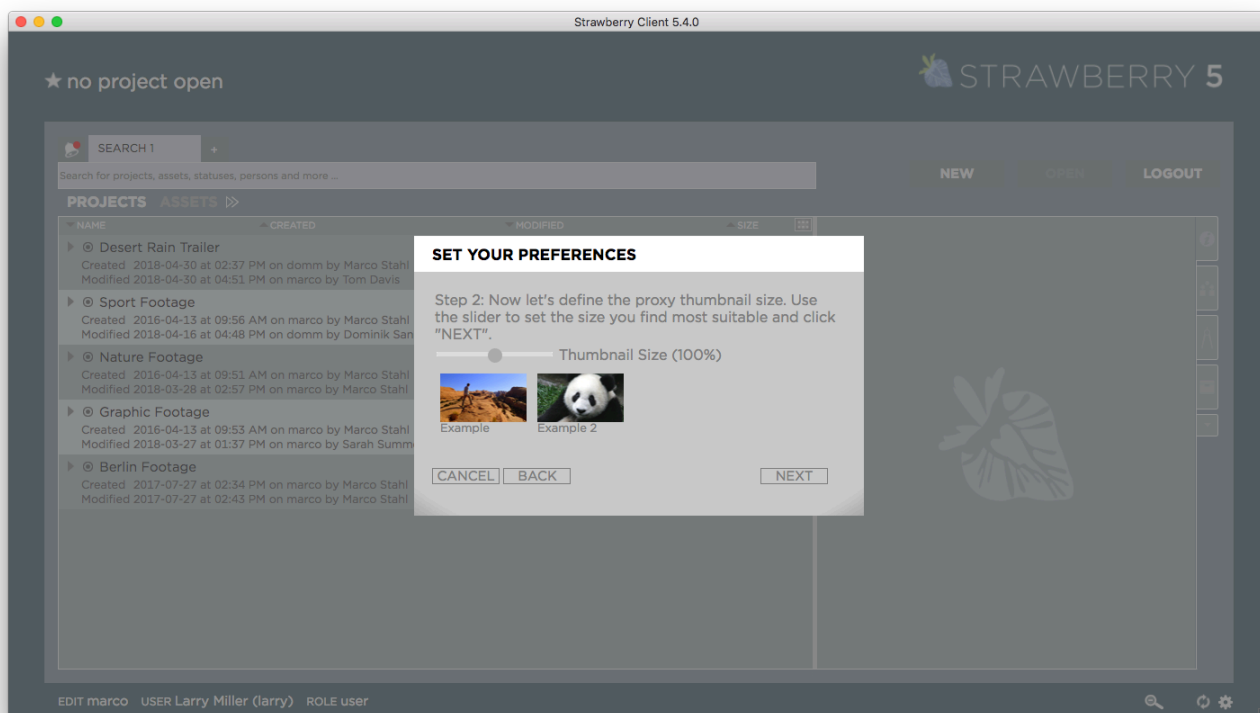 Strawberry Client 5.4.0
★ no project open
STRAWBERRY 5
SEARCH 1
+
Search for projects, assets, statuses, persons and more ...
NEW
OPEN
LOGOUT
PROJECTS ASSETS
NAME CREATED MODIFIED SIZE
Desert Rain Trailer
Created 2018-04-30 at 02:37 PM on domm by Marco Stahl
Modified 2018-04-30 at 04:51 PM on marco by Tom Davis
Sport Footage
Created 2016-04-13 at 09:56 AM on marco by Marco Stahl
Modified 2018-04-16 at 04:48 PM on domm by Dominik San
Nature Footage
Created 2016-04-13 at 09:51 AM on marco by Marco Stahl
Modified 2018-03-28 at 02:57 PM on marco by Marco Stahl
Graphic Footage
Created 2016-04-13 at 09:53 AM on marco by Marco Stahl
Modified 2018-03-27 at 01:37 PM on marco by Sarah Summ
Berlin Footage
Created 2017-07-27 at 02:34 PM on marco by Marco Stahl
Modified 2017-07-27 at 02:43 PM on marco by Marco Stahl
SET YOUR PREFERENCES
Step 2: Now let's define the proxy thumbnail size. Use
the slider to set the size you find most suitable and click
"NEXT".
Thumbnail Size (100%)
Example
Example 2
CANCEL
BACK
NEXT
EDIT marco USER Larry Miller (larry) ROLE user